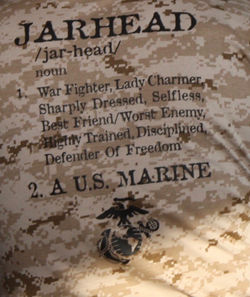 JARHEAD
/jar-head/
noun
1. War Fighter, Lady Charmer,
Sharply Dressed, Selfless,
Best Friend/Worst Enemy,
Highly Trained, Disciplined,
Defender Of Freedom
2. A U.S. MARINE